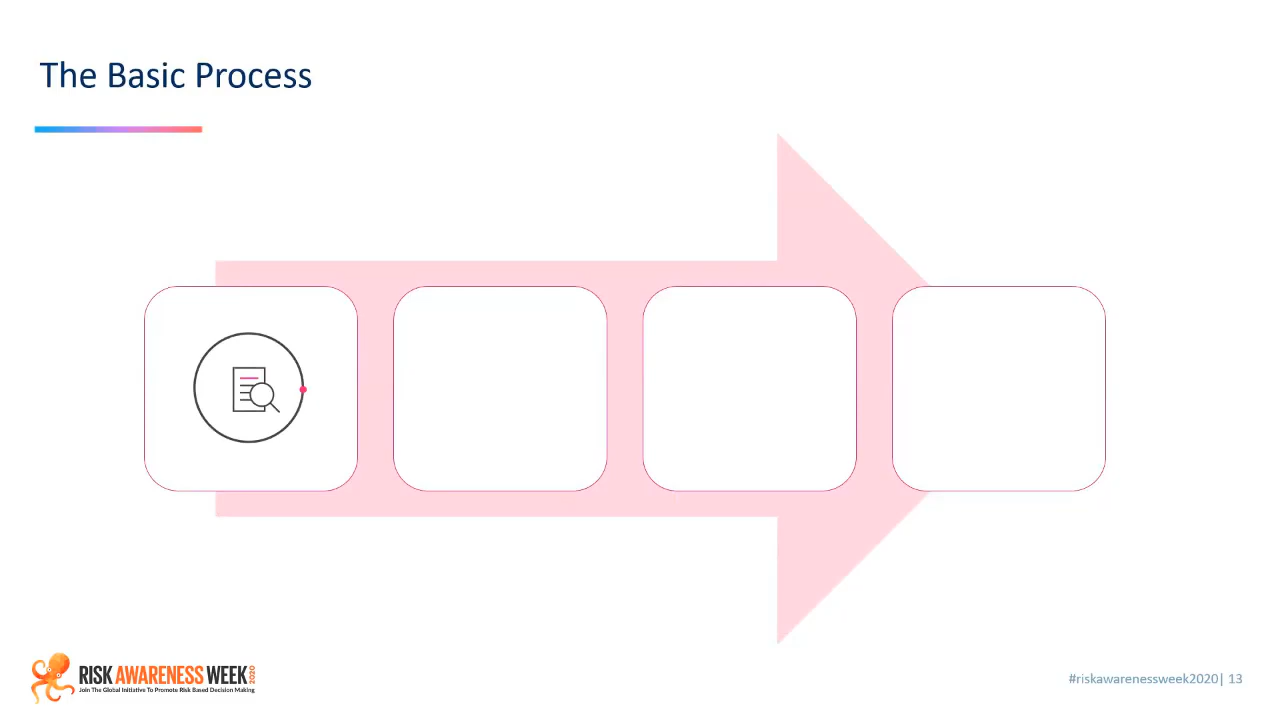 The Basic Process
RISK AWARENESS WEEK 2020
Join The Global Initiative To Promote Risk Based Decision Making
#riskawarenessweek2020| 13